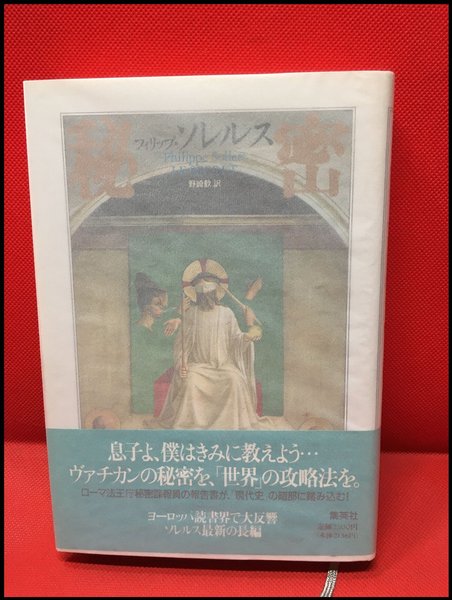 秘密
フィリップ・ソレルス
Philippe Sollers
野崎歓 訳
息子よ、僕はきみに教えよう…
ヴァチカンの秘密を、「世界」の攻略法を。
ローマ法王庁秘密諜報員の報告書が、「現代史」の暗部に踏み込む!
ヨーロッパ読書界で大反響
ソレルス最新の長編
集英社